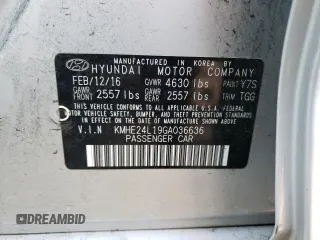 MANUFACTURED IN KOREA BY
HYUNDAI MOTOR COMPANY
FEB/12/16 GVWR 4630 lbs PAINT Y7S
GAWR FRONT 2557 lbs GAWR REAR 2557 lbs TRIM TGG
THIS VEHICLE CONFORMS TO ALL APPLICABLE U.S.
FEDERAL MOTOR VEHICLE SAFETY, BUMPER, AND
THEFT PREVENTION STANDARDS IN EFFECT ON THE
DATE OF MANUFACTURE SHOWN ABOVE.
V.I.N KMHE24L19GA036636
PASSENGER CAR
AUTOBIDMASTER